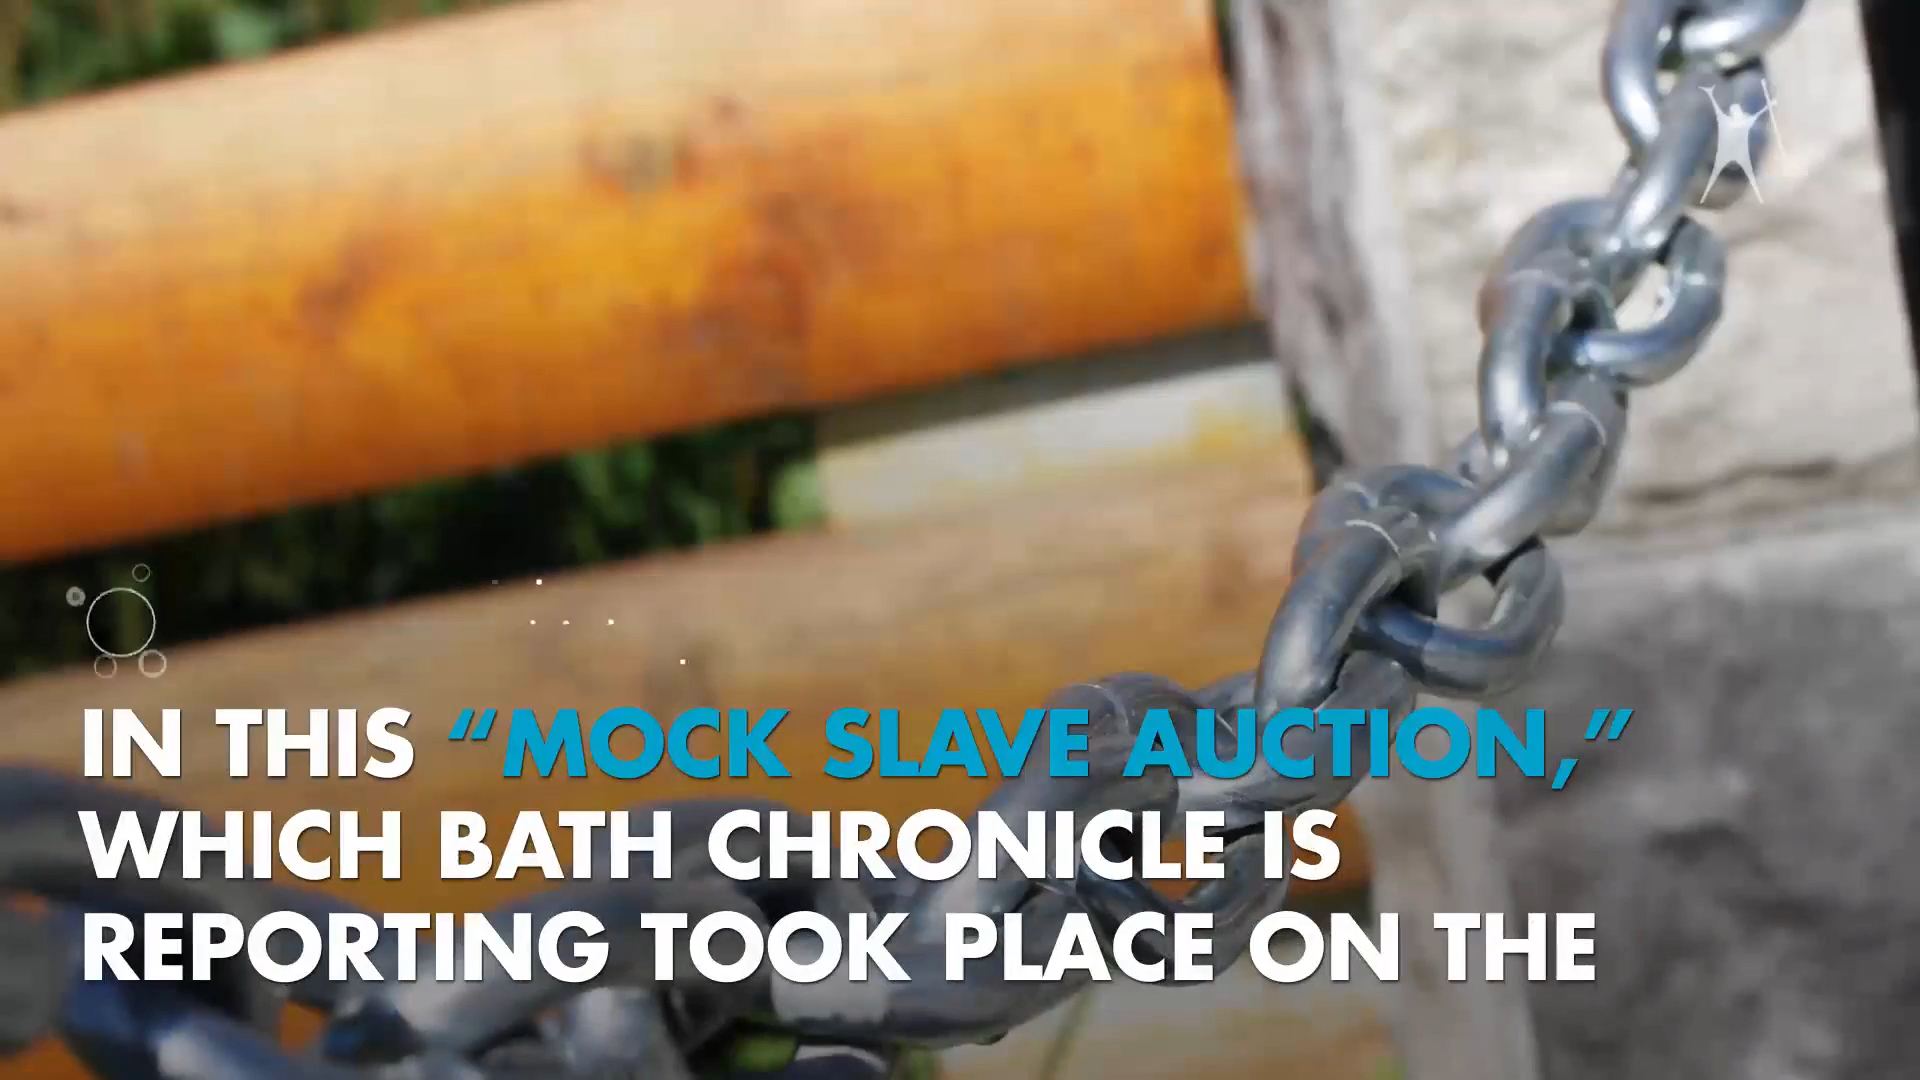 IN THIS “MOCK SLAVE AUCTION,”
WHICH BATH CHRONICLE IS
REPORTING TOOK PLACE ON THE